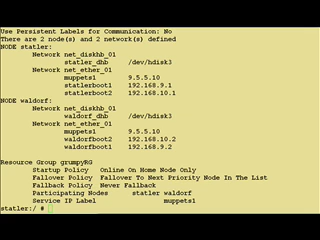 Use Persistent Labels for Communication: No
There are 2 node(s) and 2 network(s) defined
NODE statler:
Network net_diskhb_01
statler_dhb /dev/hdisk3
Network net_ether_01
muppets1 9.5.5.10
statlerboot1 192.168.9.1
statlerboot2 192.168.10.1
NODE waldorf:
Network net_diskhb_01
waldorf_dhb /dev/hdisk3
Network net_ether_01
muppets1 9.5.5.10
waldorfboot2 192.168.10.2
waldorfboot1 192.168.9.2
Resource Group grumpyRG
Startup Policy Online On Home Node Only
Fallover Policy Fallover To Next Priority Node In The List
Fallback Policy Never Fallback
Participating Nodes statler waldorf
Service IP Label muppets1
statler:/ #